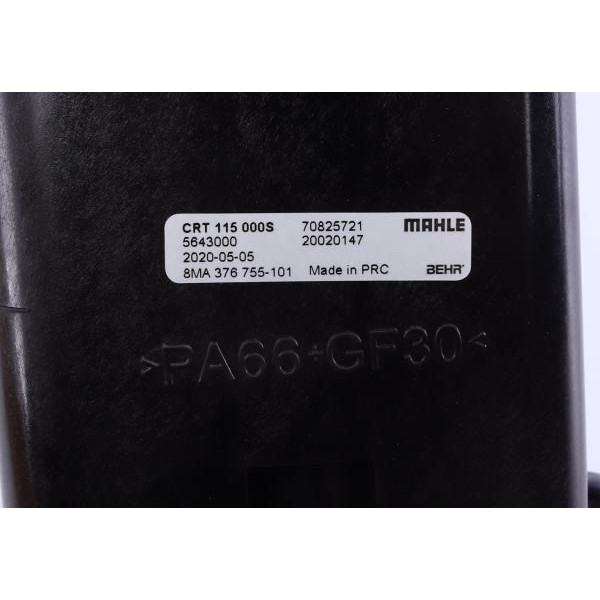 CRT 115 000S 70825721 MAHLE
5643000 20020147
2020-05-05
8MA 376 755-101 Made in PRC BEHR
>PA66+GF30<